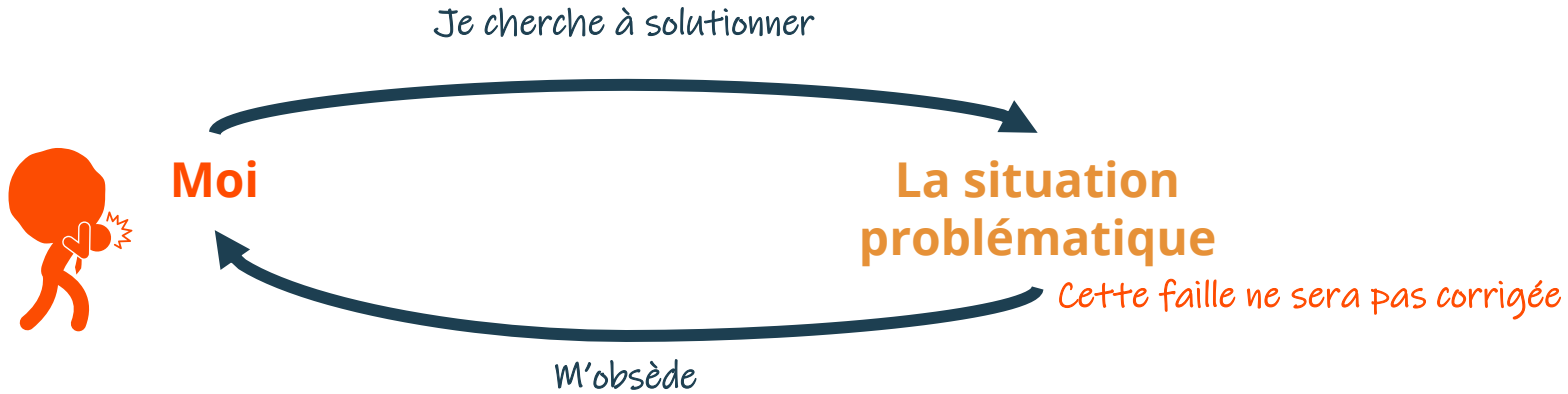 Je cherche à solutionner
Moi
La situation
problématique
Cette faille ne sera pas corrigée
M'obsède